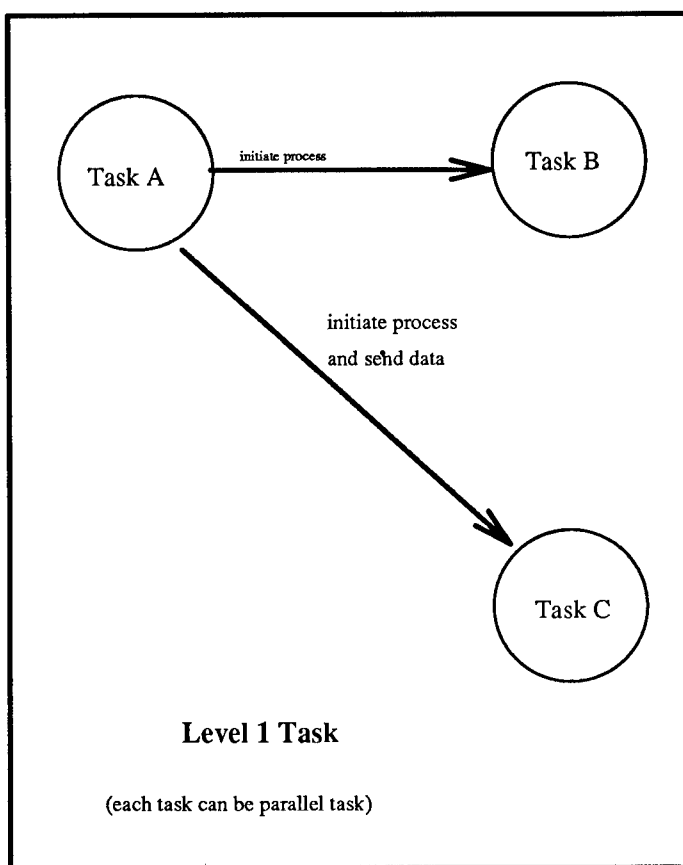 Task A
initiate process
Task B
initiate process
and send data
Task C
Level 1 Task
(each task can be parallel task)